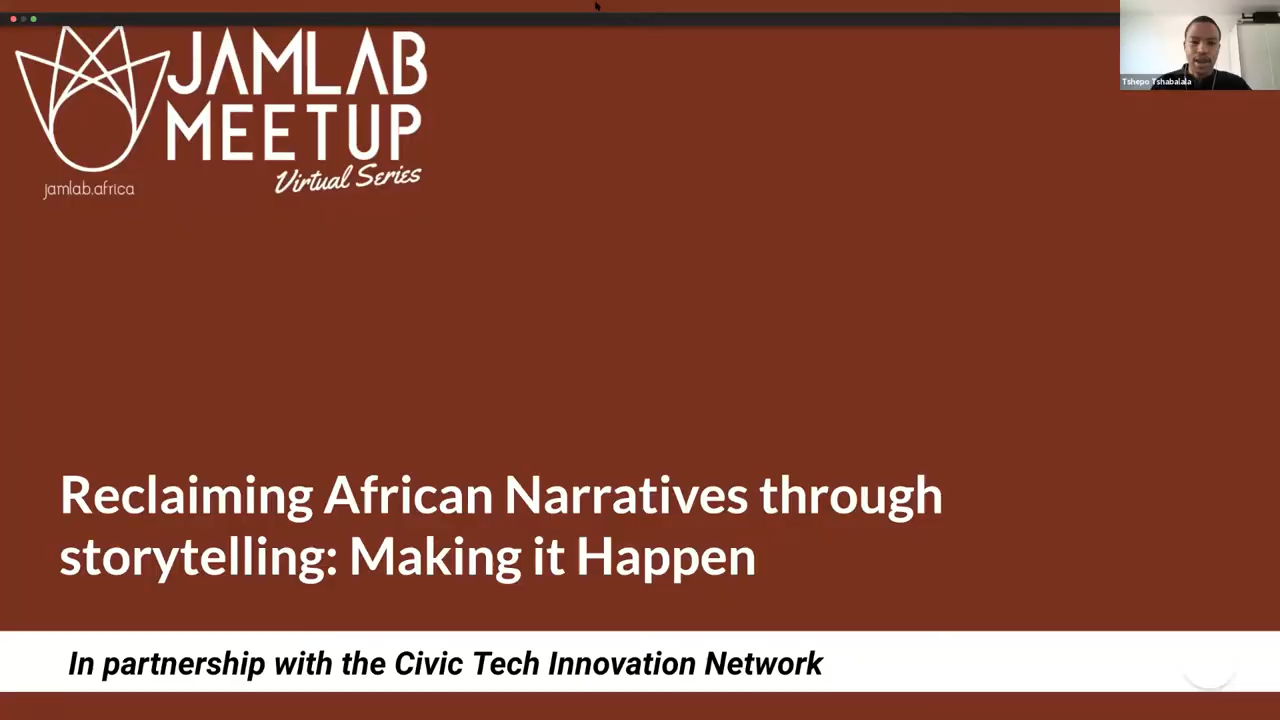 JAMLAB
MEETUP
Virtual Series
jamlab.africa
Tshepo Tshabalala
Reclaiming African Narratives through
storytelling: Making it Happen
In partnership with the Civic Tech Innovation Network